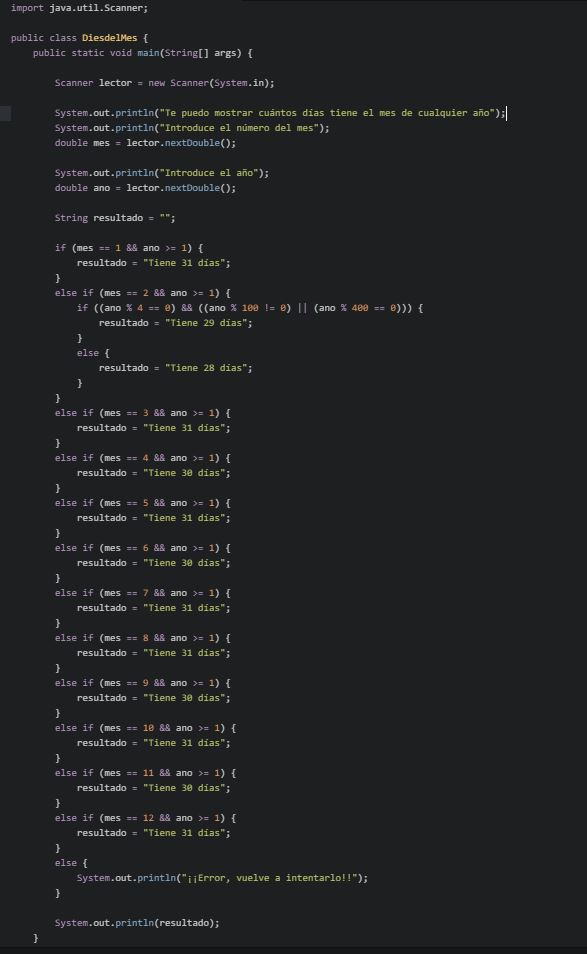 import java.util.Scanner;
public class DiesdelMes {
public static void main(String[] args) {
Scanner lector = new Scanner(System.in);
System.out.println("Te puedo mostrar cuántos días tiene el mes de cualquier año");
System.out.println("Introduce el número del mes");
double mes = lector.nextDouble();
System.out.println("Introduce el año");
double ano = lector.nextDouble();
String resultado = "";
if (mes == 1 && ano >= 1) {
resultado = "Tiene 31 días";
}
else if (mes == 2 && ano >= 1) {
if ((ano % 4 == 0) && ((ano % 100 != 0) || (ano % 400 == 0))) {
resultado = "Tiene 29 días";
}
else {
resultado = "Tiene 28 días";
}
}
else if (mes == 3 && ano >= 1) {
resultado = "Tiene 31 días";
}
else if (mes == 4 && ano >= 1) {
resultado = "Tiene 30 días";
}
else if (mes == 5 && ano >= 1) {
resultado = "Tiene 31 días";
}
else if (mes == 6 && ano >= 1) {
resultado = "Tiene 30 días";
}
else if (mes == 7 && ano >= 1) {
resultado = "Tiene 31 días";
}
else if (mes == 8 && ano >= 1) {
resultado = "Tiene 31 días";
}
else if (mes == 9 && ano >= 1) {
resultado = "Tiene 30 días";
}
else if (mes == 10 && ano >= 1) {
resultado = "Tiene 31 días";
}
else if (mes == 11 && ano >= 1) {
resultado = "Tiene 30 días";
}
else if (mes == 12 && ano >= 1) {
resultado = "Tiene 31 días";
}
else {
System.out.println("¡¡Error, vuelve a intentarlo!!");
}
System.out.println(resultado);
}